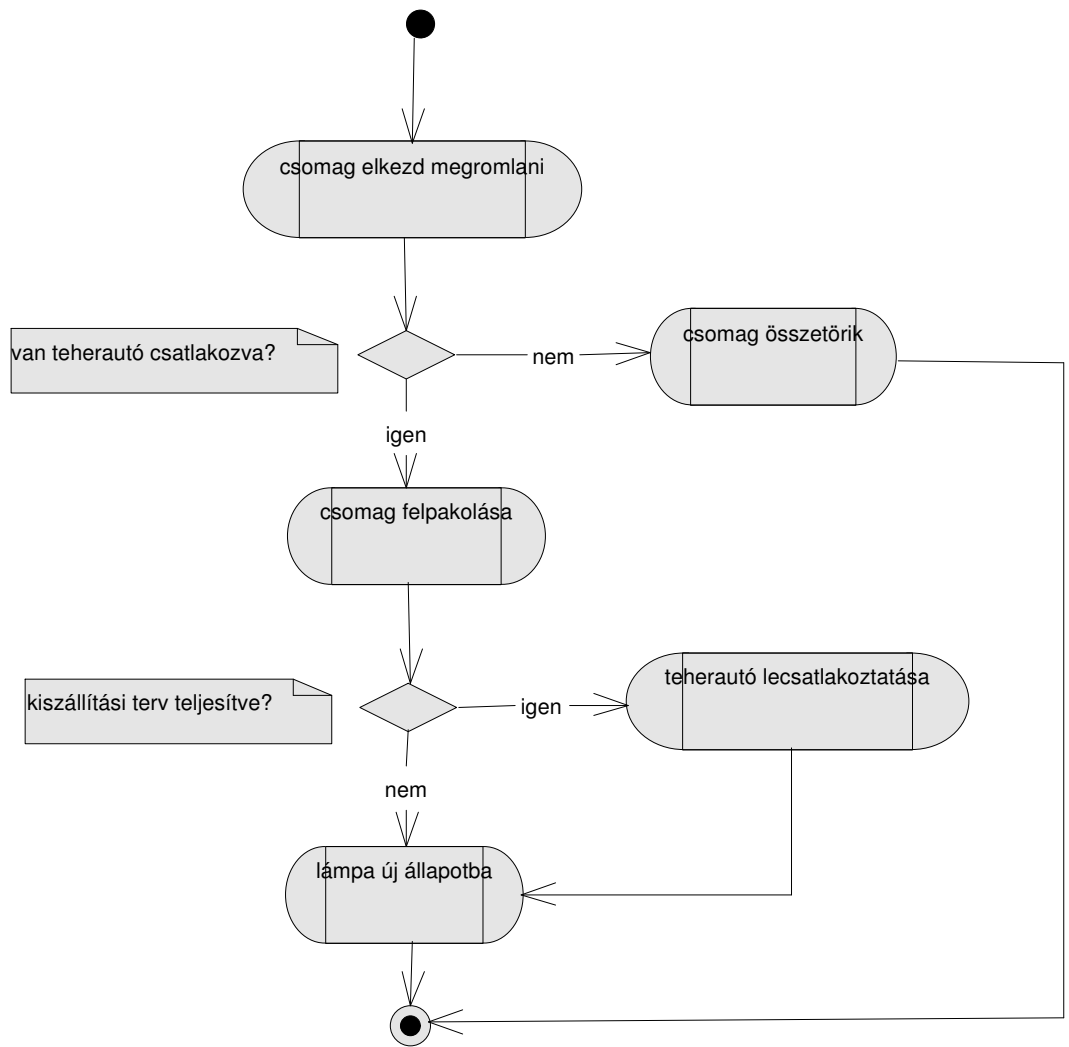 csomag elkezd megromlani
van teherautó csatlakozva?
nem
csomag összetörik
igen
csomag felpakolása
kiszállítási terv teljesítve?
igen
teherautó lecsatlakoztatása
nem
lámpa új állapotba